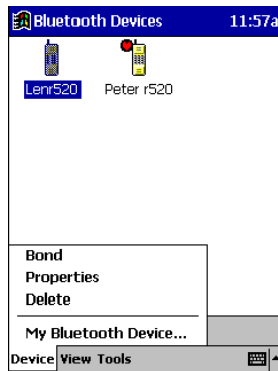 Bluetooth Devices 11:57a
Lenr520 Peter r520
Bond
Properties
Delete
My Bluetooth Device...
Device View Tools